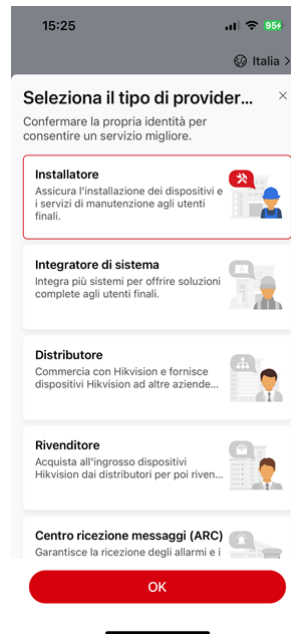 15:25
95
Italia >
Seleziona il tipo di provider...
Confermare la propria identità per
consentire un servizio migliore.
Installatore
Assicura l'installazione dei dispositivi e
i servizi di manutenzione agli utenti
finali.
Integratore di sistema
Integra più sistemi per offrire soluzioni
complete agli utenti finali.
Distributore
Commercia con Hikvision e fornisce
dispositivi Hikvision ad altre aziende...
Rivenditore
Acquista all'ingrosso dispositivi
Hikvision dai distributori per poi riven...
Centro ricezione messaggi (ARC)
Garantisce la ricezione degli allarmi e i
OK